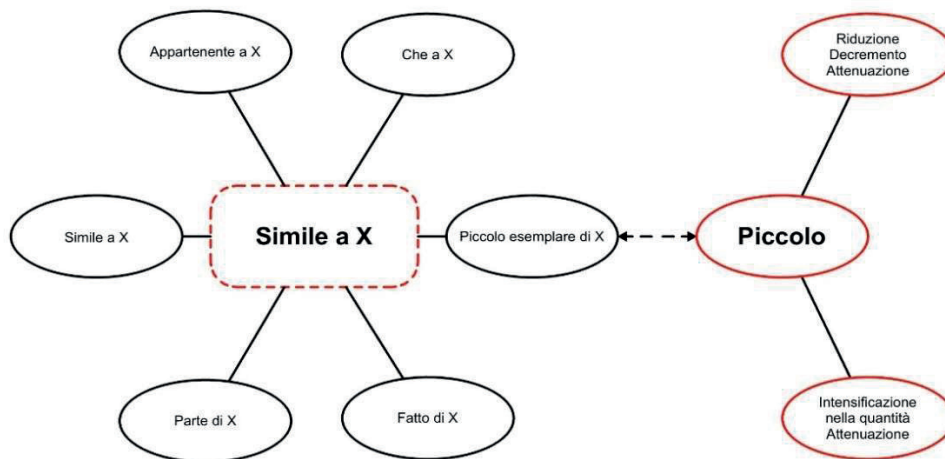 Appartenente a X
Che a X
Riduzione
Decremento
Attenuazione
Simile a X
Simile a X
Piccolo esemplare di X
Piccolo
Parte di X
Fatto di X
Intensificazione
nella quantità
Attenuazione